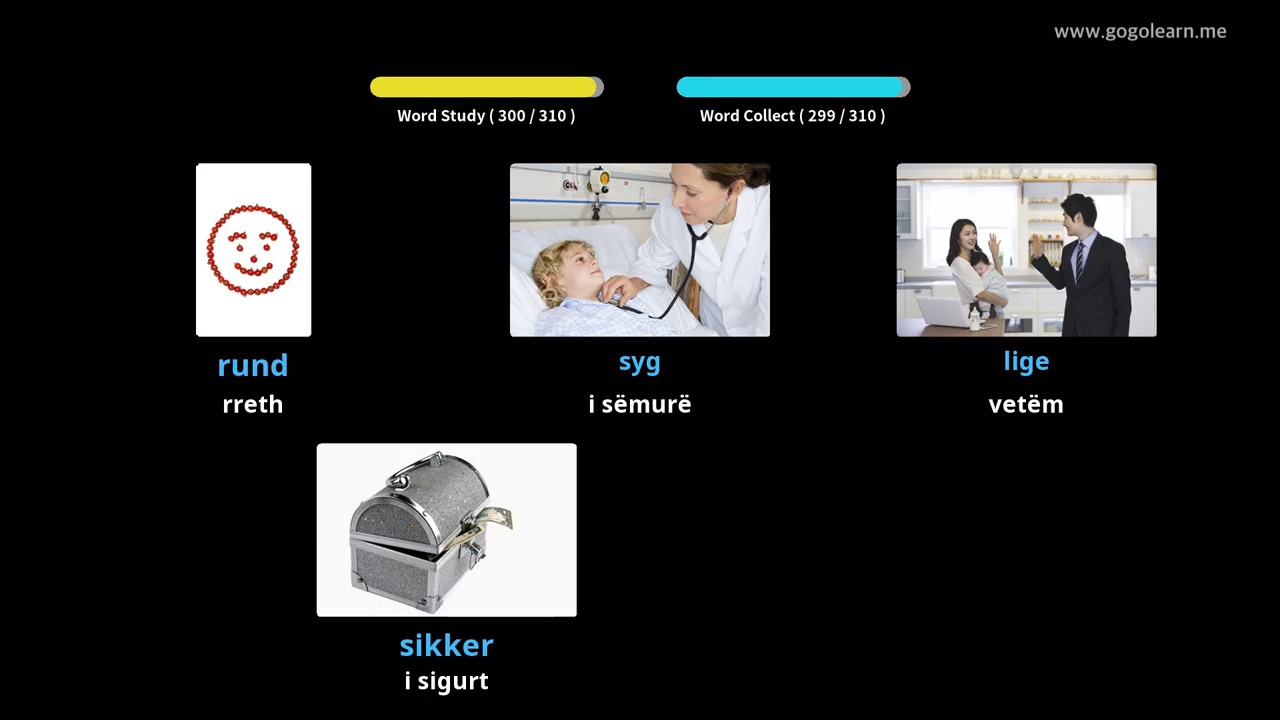 www.gogolearn.me
Word Study ( 300 / 310 )
Word Collect ( 299 / 310 )
rund
rreth
syg
i sëmurë
lige
vetëm
sikker
i sigurt